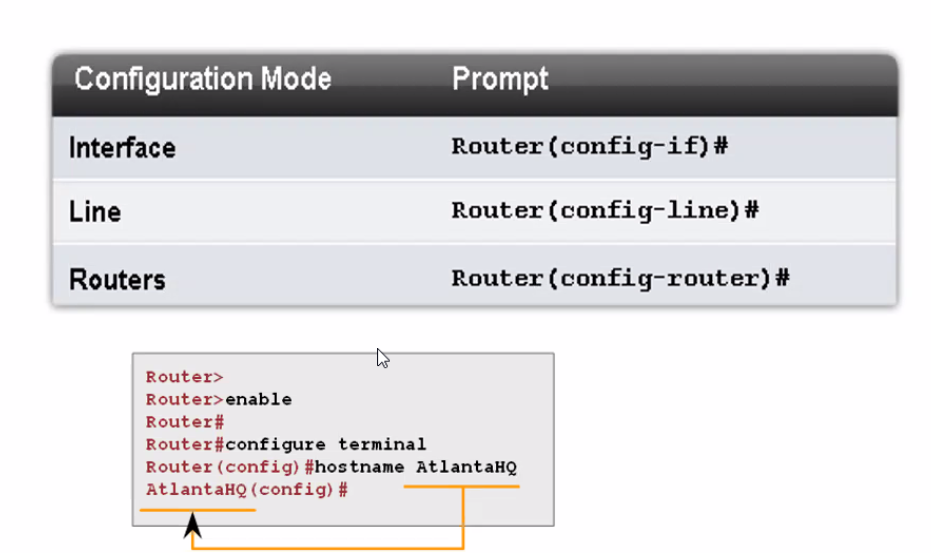 Configuration Mode Prompt
Interface Router(config-if)#
Line Router(config-line)#
Routers Router(config-router)#
Router>
Router>enable
Router#
Router#configure terminal
Router(config)#hostname AtlantaHQ
AtlantaHQ(config)#